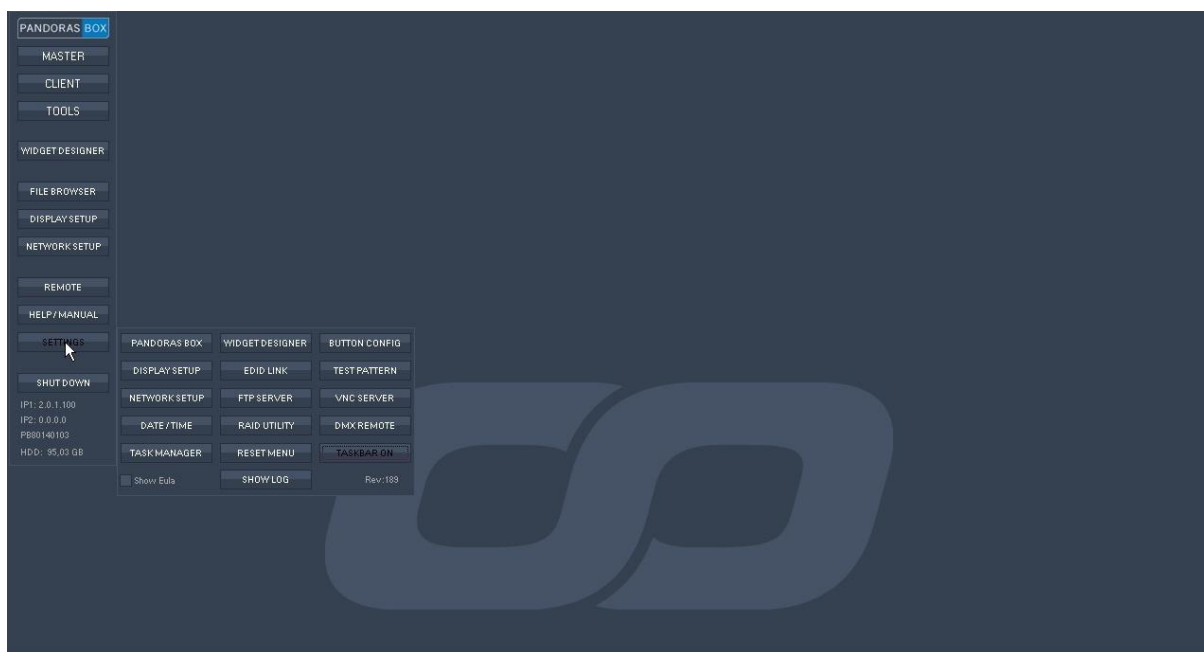 PANDORAS BOX
MASTER
CLIENT
TOOLS
WIDGET DESIGNER
FILE BROWSER
DISPLAY SETUP
NETWORK SETUP
REMOTE
HELP / MANUAL
SETTINGS
SHUT DOWN
IP1: 2.0.1.100
IP2: 0.0.0.0
PB80140103
HDD: 95,03 GB
PANDORAS BOX WIDGET DESIGNER BUTTON CONFIG
DISPLAY SETUP EDID LINK TEST PATTERN
NETWORK SETUP FTP SERVER VNC SERVER
DATE / TIME RAID UTILITY DMX REMOTE
TASK MANAGER RESET MENU TASKBAR ON
Show Eula SHOW LOG Rev:189